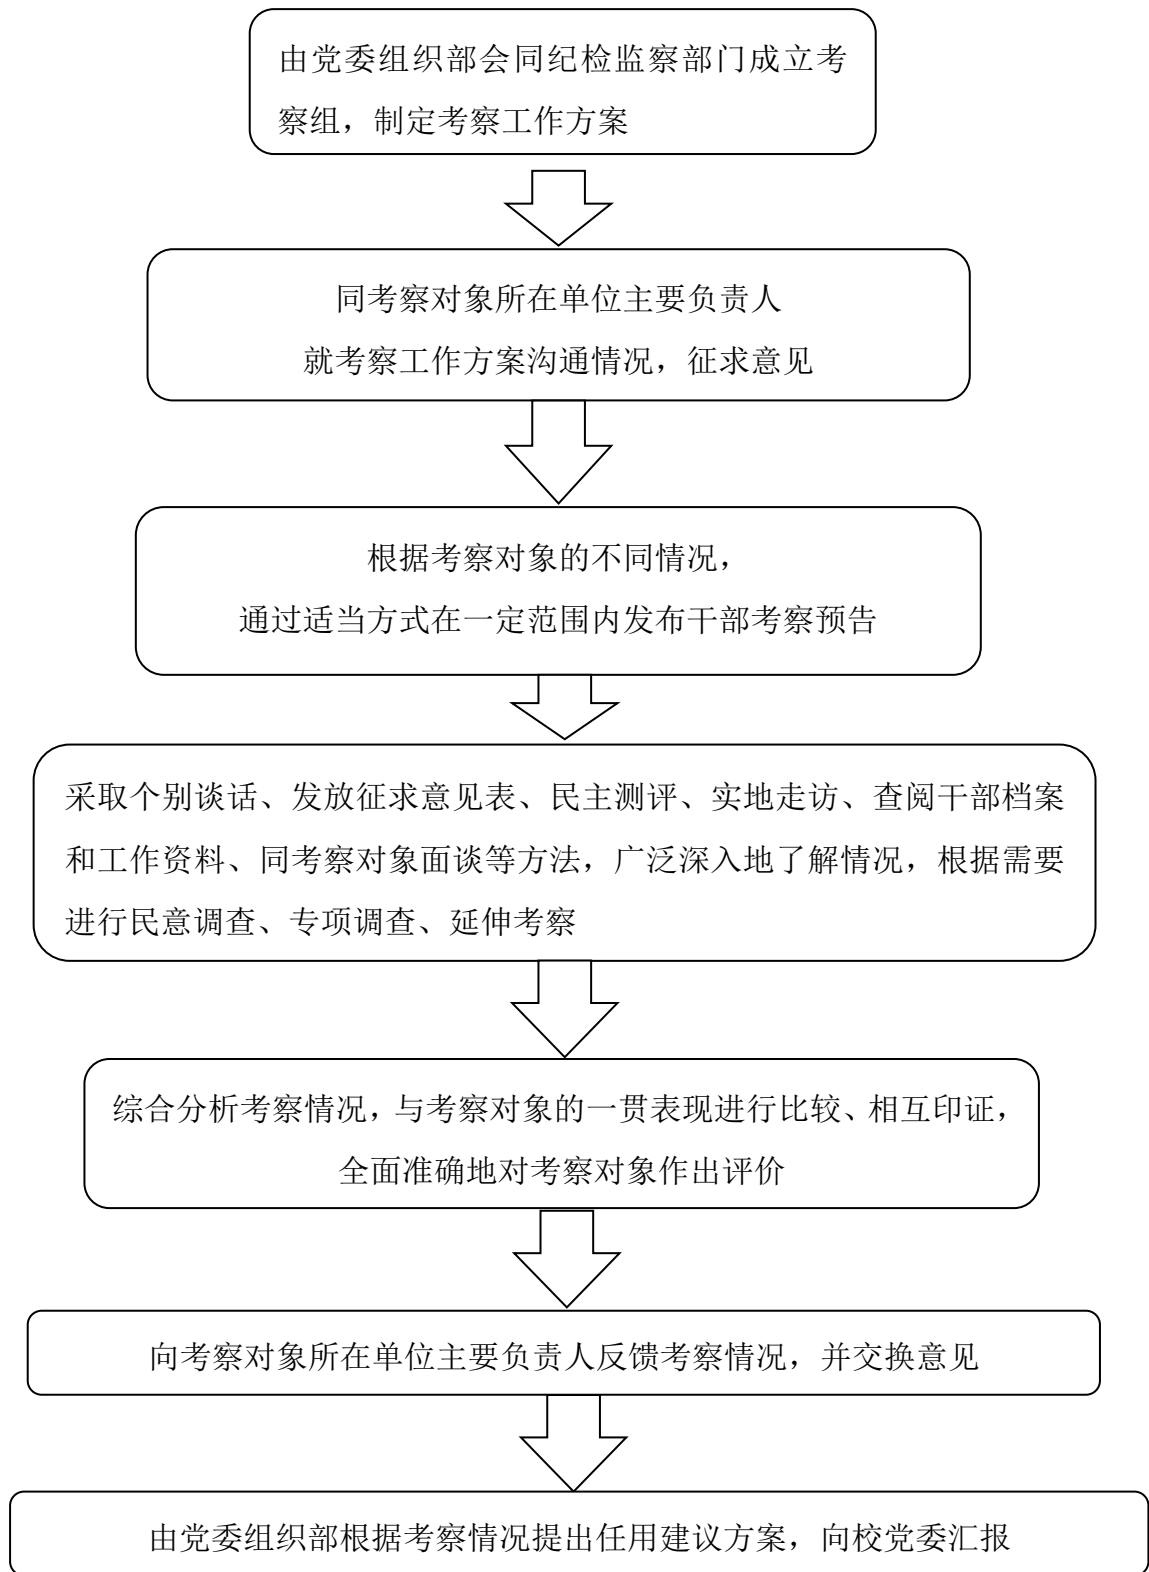 由党委组织部会同纪检监察部门成立考
察组，制定考察工作方案
同考察对象所在单位主要负责人
就考察工作方案沟通情况，征求意见
根据考察对象的不同情况，
通过适当方式在一定范围内发布干部考察预告
采取个别谈话、发放征求意见表、民主测评、实地走访、查阅干部档案
和工作资料、同考察对象面谈等方法，广泛深入地了解情况，根据需要
进行民意调查、专项调查、延伸考察
综合分析考察情况，与考察对象的一贯表现进行比较、相互印证，
全面准确地对考察对象作出评价
向考察对象所在单位主要负责人反馈考察情况，并交换意见
由党委组织部根据考察情况提出任用建议方案，向校党委汇报